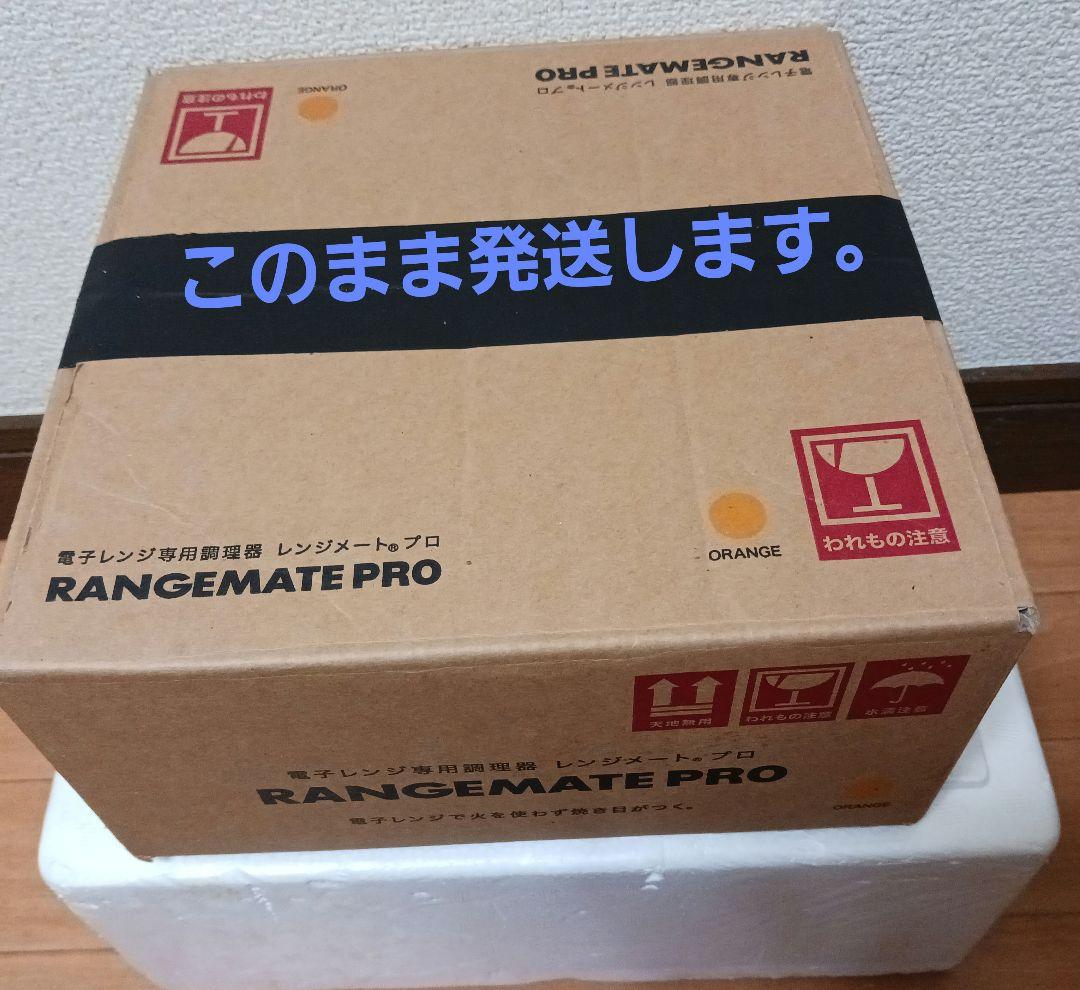 RANGEMATE PRO
電子レンジ専用調理器 レンジメート®プロ
ORANGE
われもの注意
このまま発送します。
ORANGE
われもの注意
電子レンジ専用調理器 レンジメート®プロ
RANGEMATE PRO
天地無用
われもの注意
水濡注意
電子レンジ専用調理器 レンジメート®プロ
RANGEMATE PRO
ORANGE
電子レンジで火を使わず焼き目がつく。